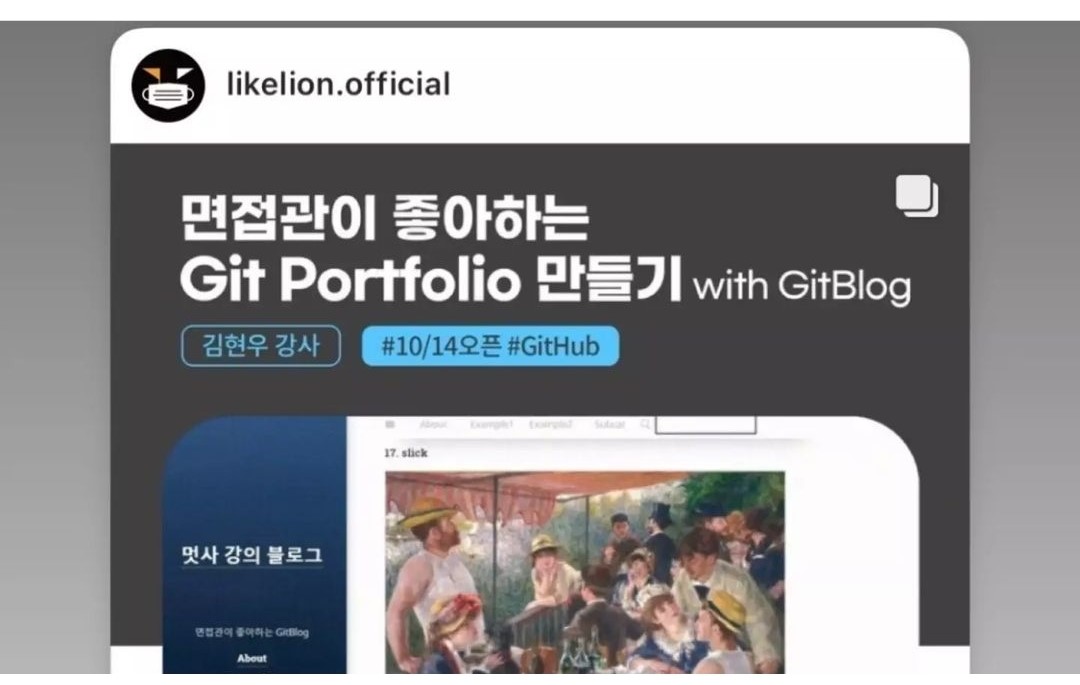 likelion.official
면접관이 좋아하는
Git Portfolio 만들기 with GitBlog
김현우 강사 #10/14오픈 #GitHub
About Example1 Example2 Subcat
17. slick
멋사 강의 블로그
면접관이 좋아하는 GitBlog
About